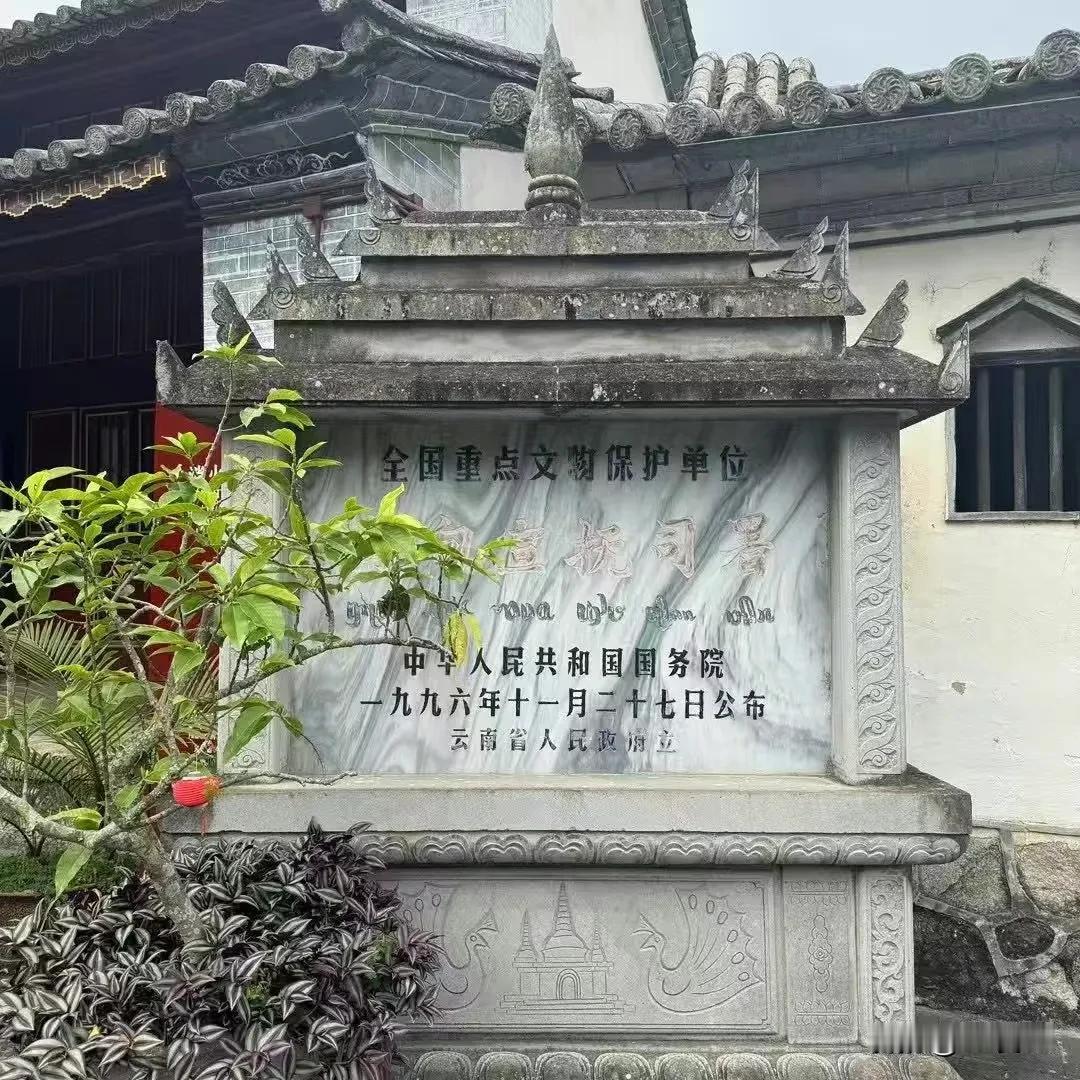 全国重点文物保护单位
甸宣抚司署
中华人民共和国国务院
一九九六年十一月二十七日公布
云南省人民政府立